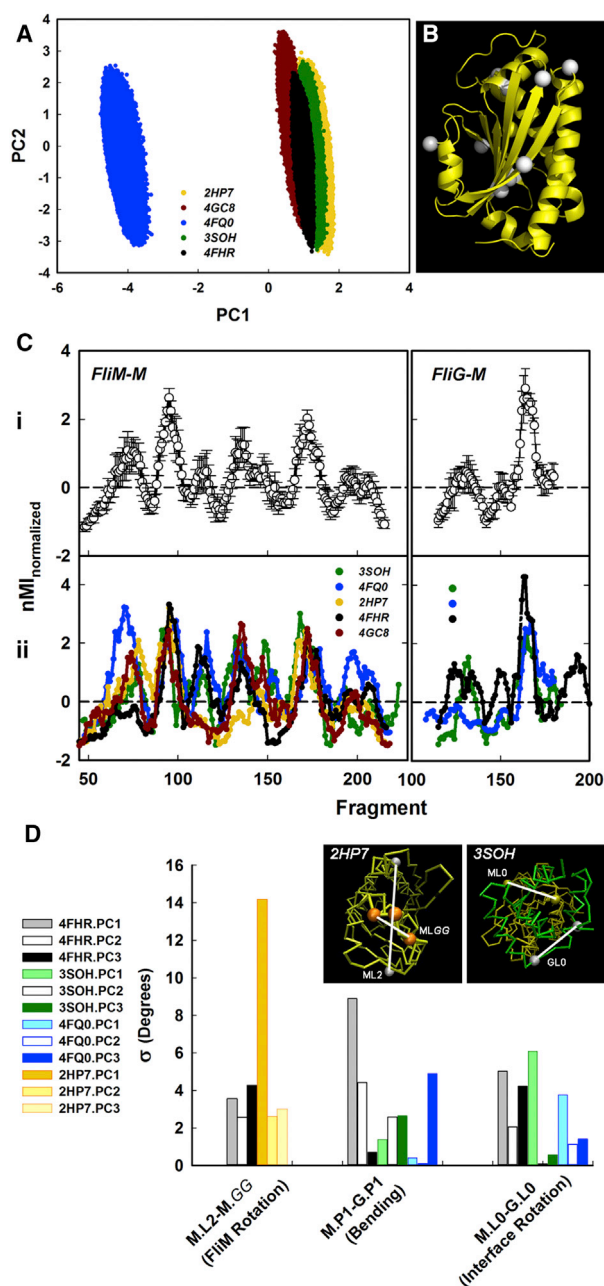 A
B
4
3
2
1
0
-1
-2
-3
-4
PC2
2HP7
4GC8
4FQ0
3SOH
4FHR
-6
-4
-2
0
2
4
PC1
C
FliM-M
FliG-M
i
4
2
0
-2
nMI normalized
ii
4
2
0
-2
3SOH
4FQ0
2HP7
4FHR
4GC8
50
100
150
200
100
150
200
Fragment
D
4FHR.PC1
4FHR.PC2
4FHR.PC3
3SOH.PC1
3SOH.PC2
3SOH.PC3
4FQ0.PC1
4FQ0.PC2
4FQ0.PC3
2HP7.PC1
2HP7.PC2
2HP7.PC3
σ (Degrees)
16
14
12
10
8
6
4
2
0
2HP7
MLGG
ML2
3SOH
ML0
GL0
M.L2-M.GG
(FliM Rotation)
M.P1-G.P1
(Bending)
M.L0-G.L0
(Interface Rotation)